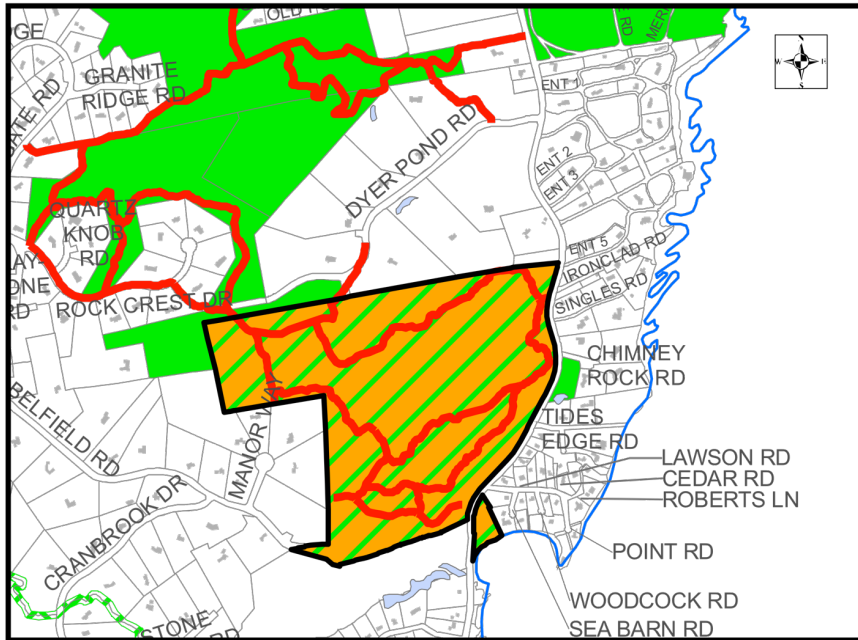 GRANITE
RIDGE RD
ENT 1
DYER POND RD
ENT 2
ENT 3
QUARTZ
KNOB
RD
ENT 5
IRONCLAD RD
SINGLES RD
ROCK CREST DR
CHIMNEY
ROCK RD
MANOR WAY
BELFIELD RD
TIDES
EDGE RD
LAWSON RD
CEDAR RD
ROBERTS LN
CRANBROOK DR
POINT RD
WOODCOCK RD
SEA BARN RD
STONE
N
W
E
S